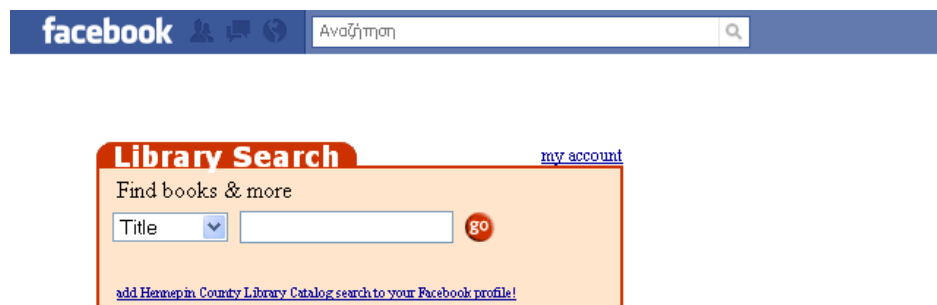 facebook Αναζήτηση
Library Search my account
Find books & more
Title go
add Hennepin County Library Catalog search to your Facebook profile!